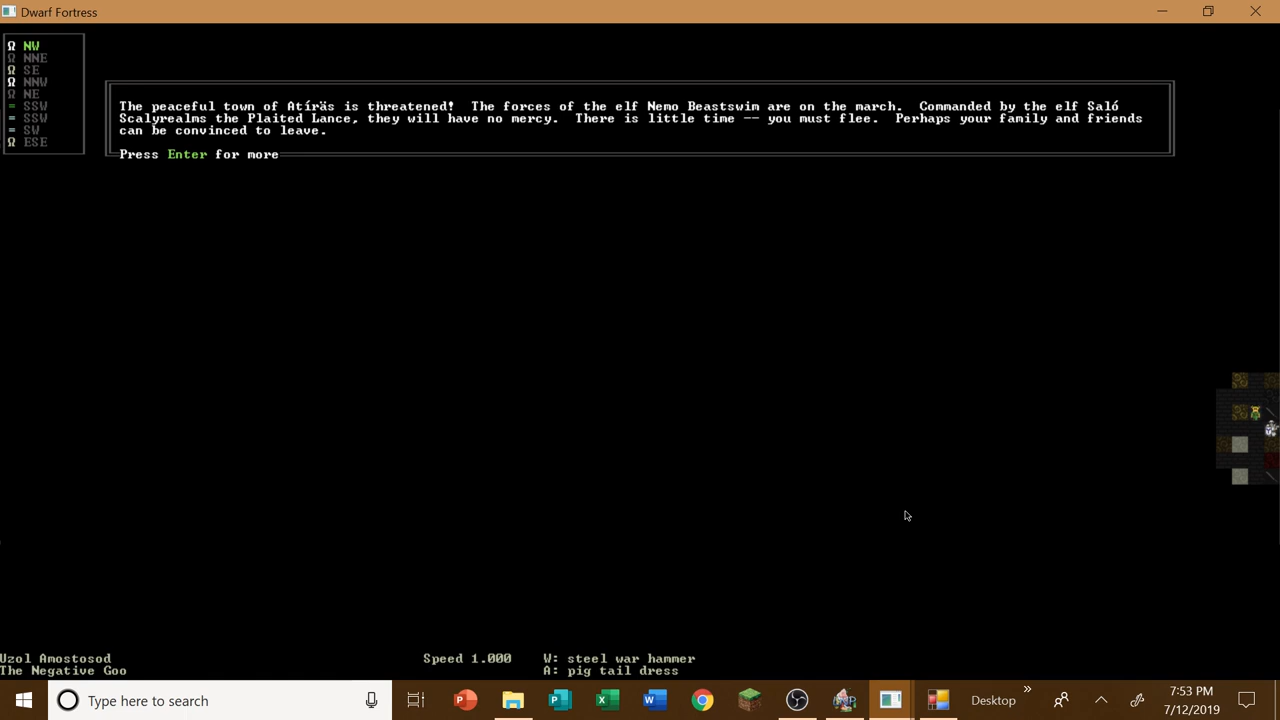 Dwarf Fortress
Ω NW
Ω NNE
Ω SE
Ω NNW
Ω NE
= SSW
= SSW
= SW
Ω ESE
The peaceful town of Atíräs is threatened!  The forces of the elf Nemo Beastswim are on the march.  Commanded by the elf Saló
Scalyrealms the Plaited Lance, they will have no mercy.  There is little time -- you must flee.  Perhaps your family and friends
can be convinced to leave.
Press Enter for more
Uzol Amostosod
The Negative Goo
Speed 1.000
W: steel war hammer
A: pig tail dress
Type here to search
Desktop
7:53 PM
7/12/2019